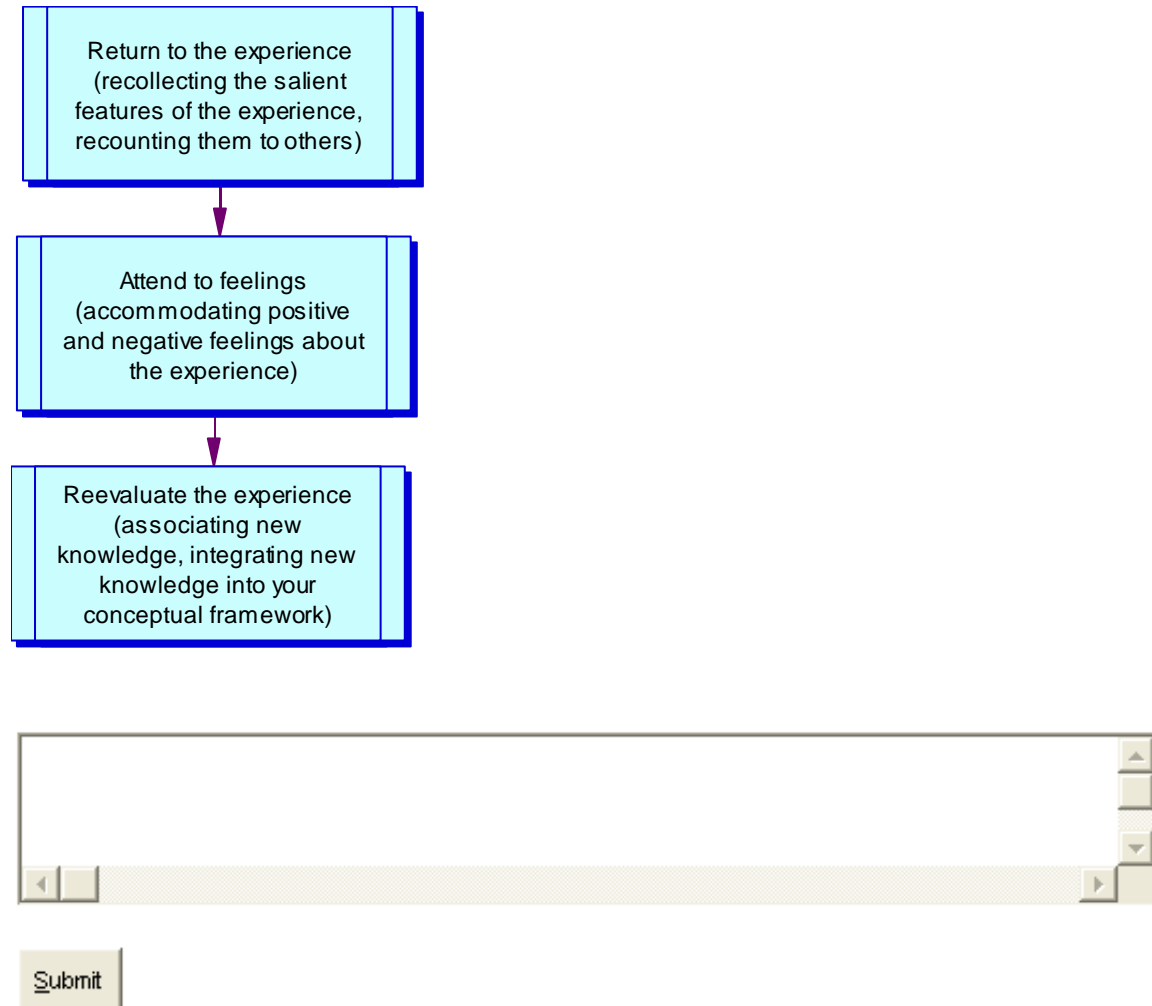 Return to the experience
(recollecting the salient
features of the experience,
recounting them to others)
Attend to feelings
(accommodating positive
and negative feelings about
the experience)
Reevaluate the experience
(associating new
knowledge, integrating new
knowledge into your
conceptual framework)
Submit